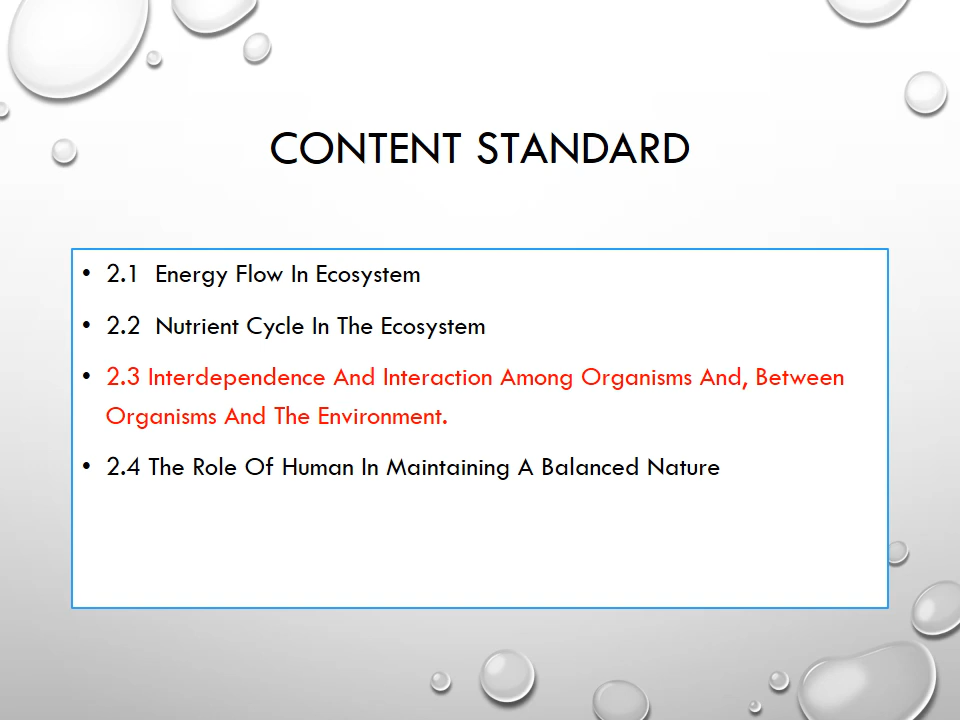 CONTENT STANDARD
• 2.1 Energy Flow In Ecosystem
• 2.2 Nutrient Cycle In The Ecosystem
• 2.3 Interdependence And Interaction Among Organisms And, Between
Organisms And The Environment.
• 2.4 The Role Of Human In Maintaining A Balanced Nature